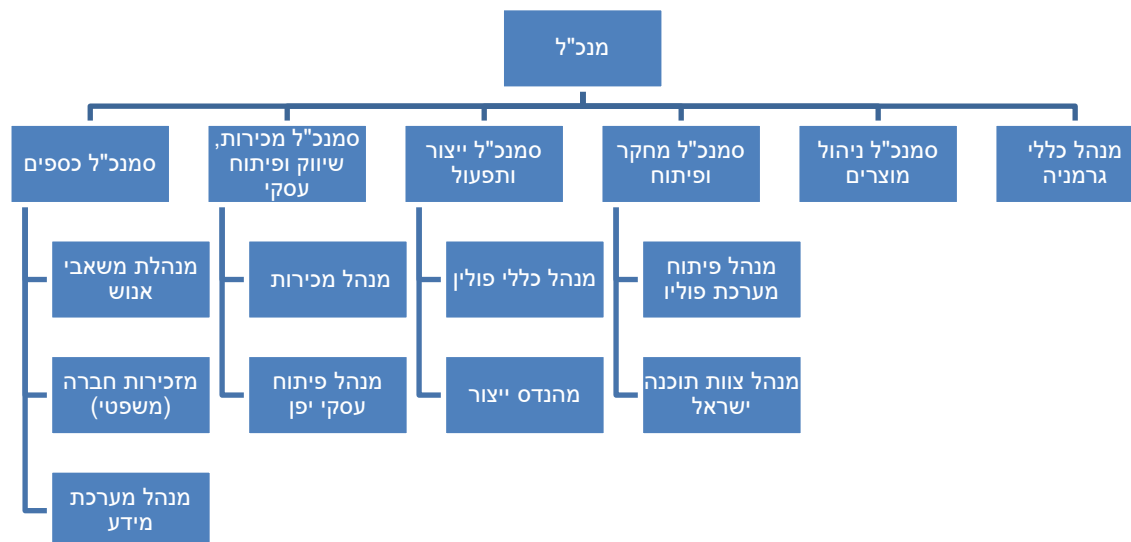 מנכ"ל
מנהל כללי
גרמניה
סמנכ"ל ניהול
מוצרים
סמנכ"ל מחקר
ופיתוח
סמנכ"ל ייצור
ותפעול
סמנכ"ל מכירות,
שיווק ופיתוח
עסקי
סמנכ"ל כספים
מנהל פיתוח
מערכת פוליו
מנהל כללי פולין
מנהל מכירות
מנהלת משאבי
אנוש
מנהל צוות תוכנה
ישראל
מהנדס ייצור
מנהל פיתוח
עסקי יפן
מזכירות חברה
(משפטי)
מנהל מערכת
מידע